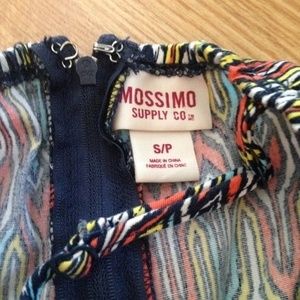 MOSSIMO
SUPPLY CO.
S/P
MADE IN CHINA
FABRIQUÉ EN CHINE